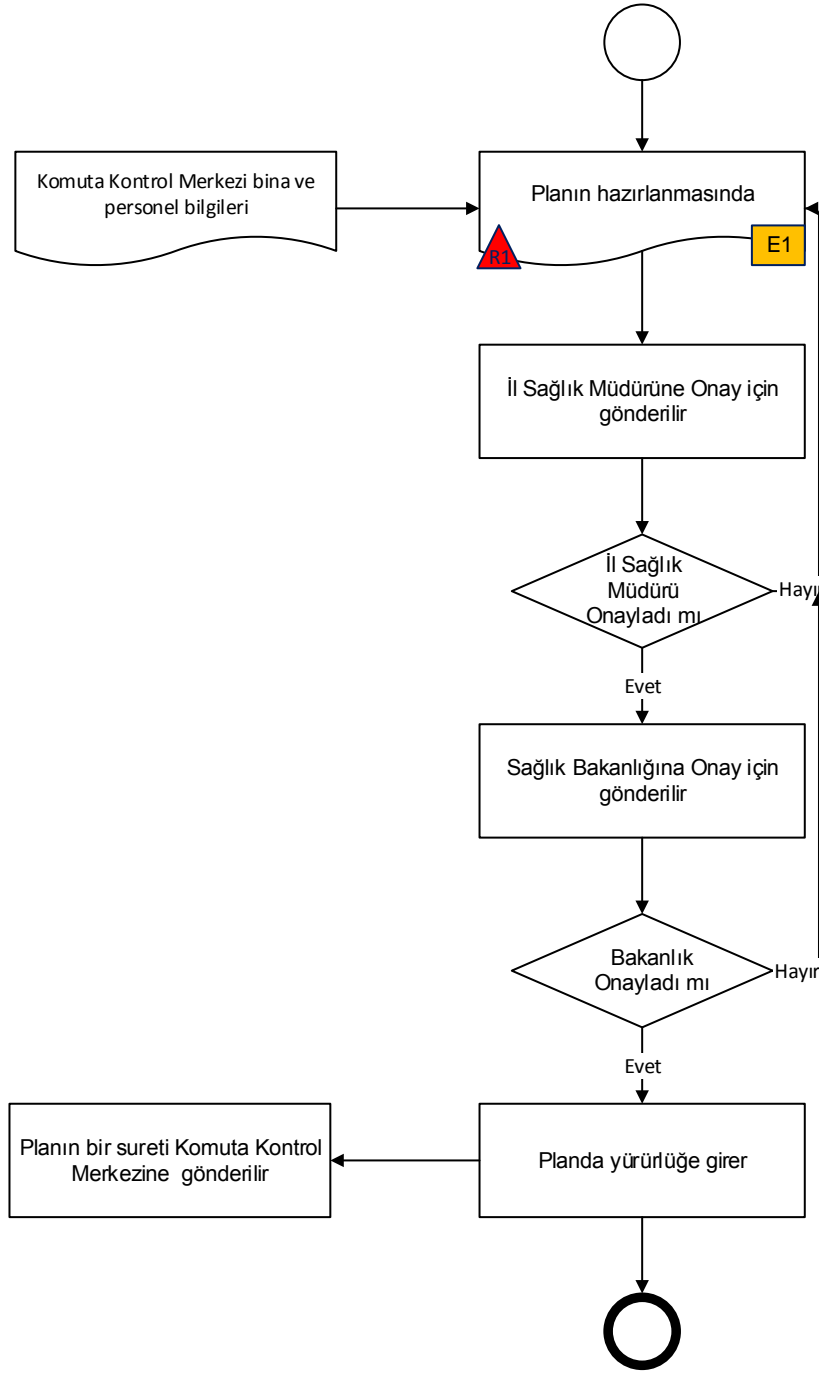 Komuta Kontrol Merkezi bina ve
personel bilgileri
Planın hazırlanmasında
R1
E1
İl Sağlık Müdürüne Onay için
gönderilir
İl Sağlık
Müdürü
Onayladı mı
Hayır
Evet
Sağlık Bakanlığına Onay için
gönderilir
Bakanlık
Onayladı mı
Hayır
Evet
Planın bir sureti Komuta Kontrol
Merkezine gönderilir
Planda yürürlüğe girer